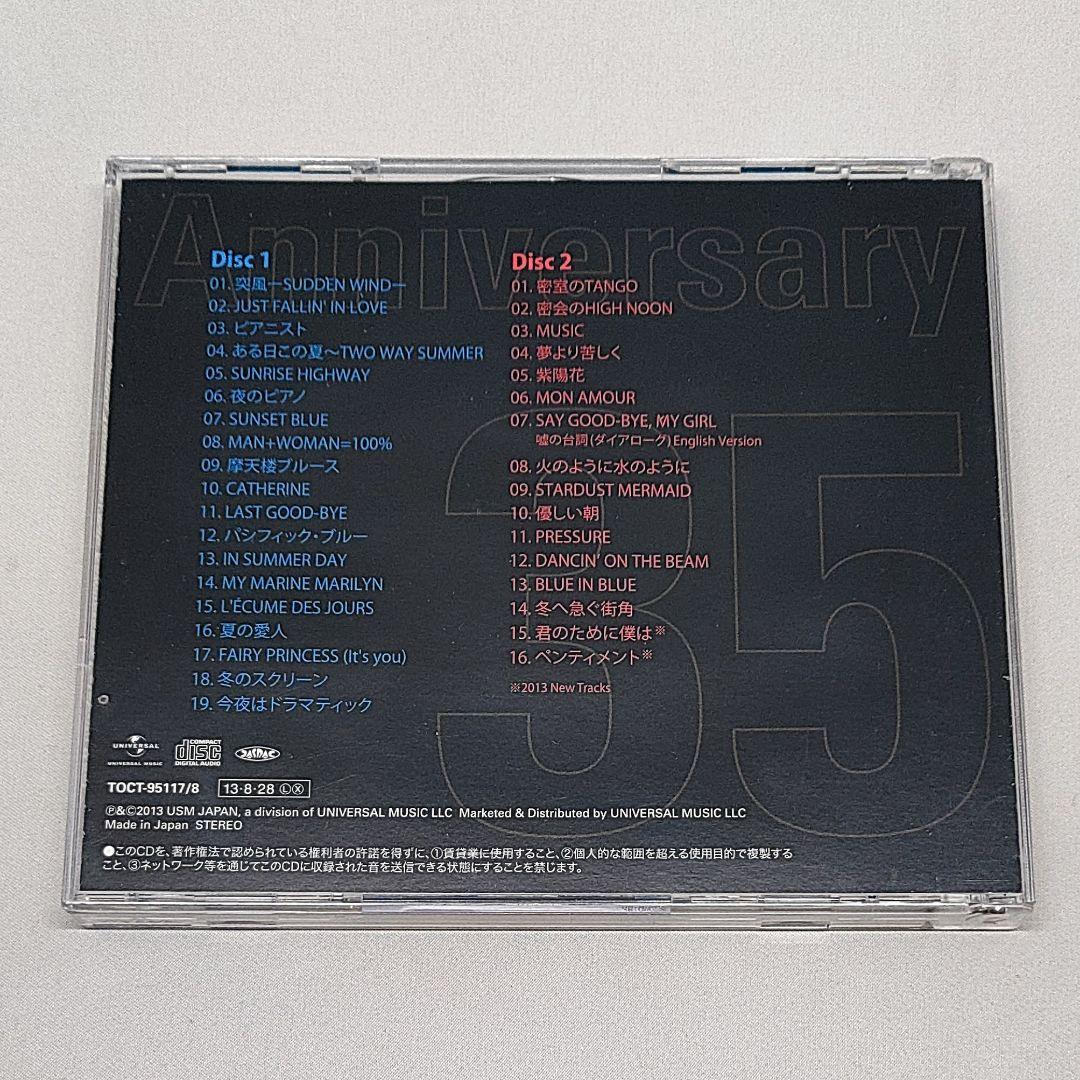 Anniversary
35
Disc 1
01. 突風ーSUDDEN WINDー
02. JUST FALLIN' IN LOVE
03. ピアニスト
04. ある日この夏〜TWO WAY SUMMER
05. SUNRISE HIGHWAY
06. 夜のピアノ
07. SUNSET BLUE
08. MAN+WOMAN=100%
09. 摩天楼ブルース
10. CATHERINE
11. LAST GOOD-BYE
12. パシフィック・ブルー
13. IN SUMMER DAY
14. MY MARINE MARILYN
15. L'ÉCUME DES JOURS
16. 夏の愛人
17. FAIRY PRINCESS (It's you)
18. 冬のスクリーン
19. 今夜はドラマティック
Disc 2
01. 密室のTANGO
02. 密会のHIGH NOON
03. MUSIC
04. 夢より苦しく
05. 紫陽花
06. MON AMOUR
07. SAY GOOD-BYE, MY GIRL
嘘の台詞(ダイアローグ) English Version
08. 火のように水のように
09. STARDUST MERMAID
10. 優しい朝
11. PRESSURE
12. DANCIN' ON THE BEAM
13. BLUE IN BLUE
14. 冬へ急ぐ街角
15. 君のために僕は※
16. ペンティメント※
※2013 New Tracks
UNIVERSAL
UNIVERSAL MUSIC
COMPACT
disc
DIGITAL AUDIO
JASRAC
TOCT-95117/8
13・8・28 Ⓛⓧ
Ⓟ&©2013 USM JAPAN, a division of UNIVERSAL MUSIC LLC Marketed & Distributed by UNIVERSAL MUSIC LLC
Made in Japan STEREO
●このCDを、著作権法で認められている権利者の許諾を得ずに、①賃貸業に使用すること、②個人的な範囲を超える使用目的で複製する
こと、③ネットワーク等を通じてこのCDに収録された音を送信できる状態にすることを禁じます。